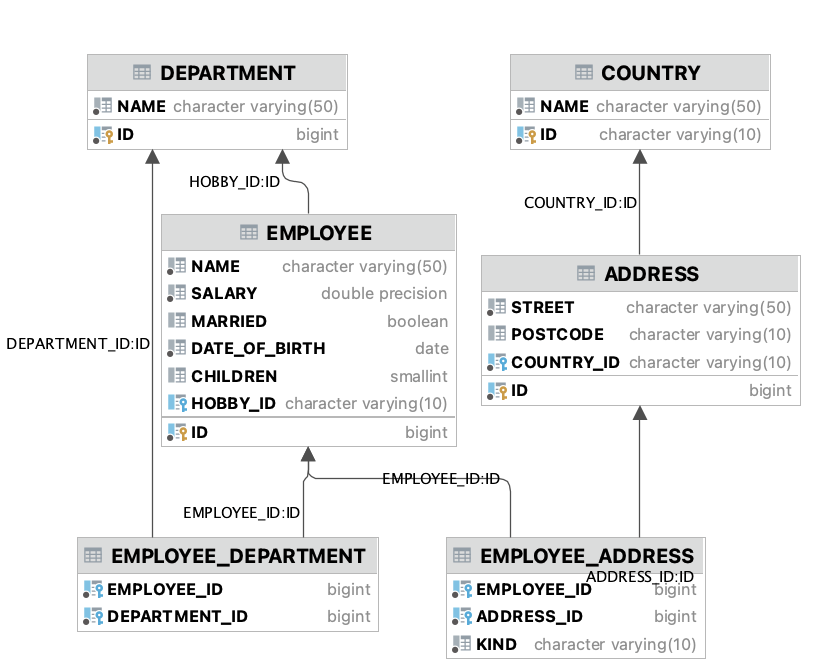 DEPARTMENT
NAME character varying(50)
ID bigint
COUNTRY
NAME character varying(50)
ID character varying(10)
HOBBY_ID:ID
COUNTRY_ID:ID
EMPLOYEE
NAME character varying(50)
SALARY double precision
MARRIED boolean
DATE_OF_BIRTH date
CHILDREN smallint
HOBBY_ID character varying(10)
ID bigint
ADDRESS
STREET character varying(50)
POSTCODE character varying(10)
COUNTRY_ID character varying(10)
ID bigint
DEPARTMENT_ID:ID
EMPLOYEE_ID:ID
EMPLOYEE_ID:ID
EMPLOYEE_DEPARTMENT
EMPLOYEE_ID bigint
DEPARTMENT_ID bigint
EMPLOYEE_ADDRESS
ADDRESS_ID:ID
EMPLOYEE_ID bigint
ADDRESS_ID bigint
KIND character varying(10)